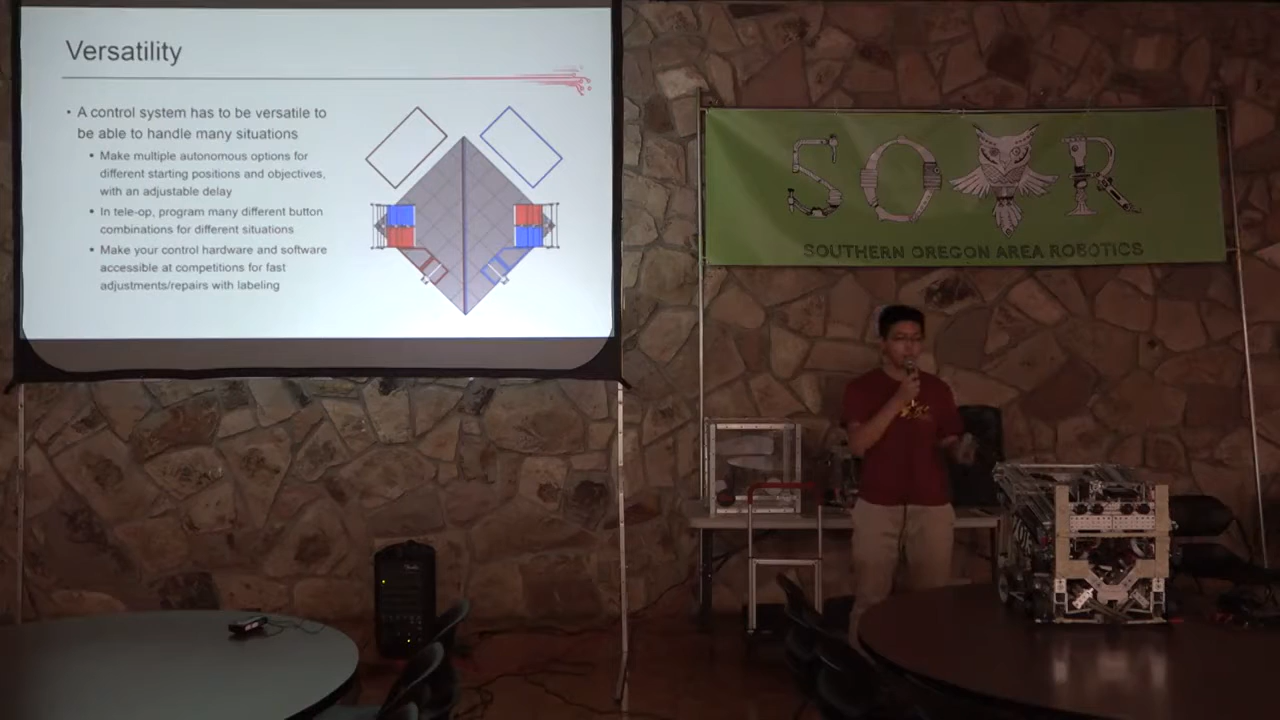 Versatility
• A control system has to be versatile to
be able to handle many situations
• Make multiple autonomous options for
different starting positions and objectives,
with an adjustable delay
• In tele-op, program many different button
combinations for different situations
• Make your control hardware and software
accessible at competitions for fast
adjustments/repairs with labeling
SOAR
SOUTHERN OREGON AREA ROBOTICS